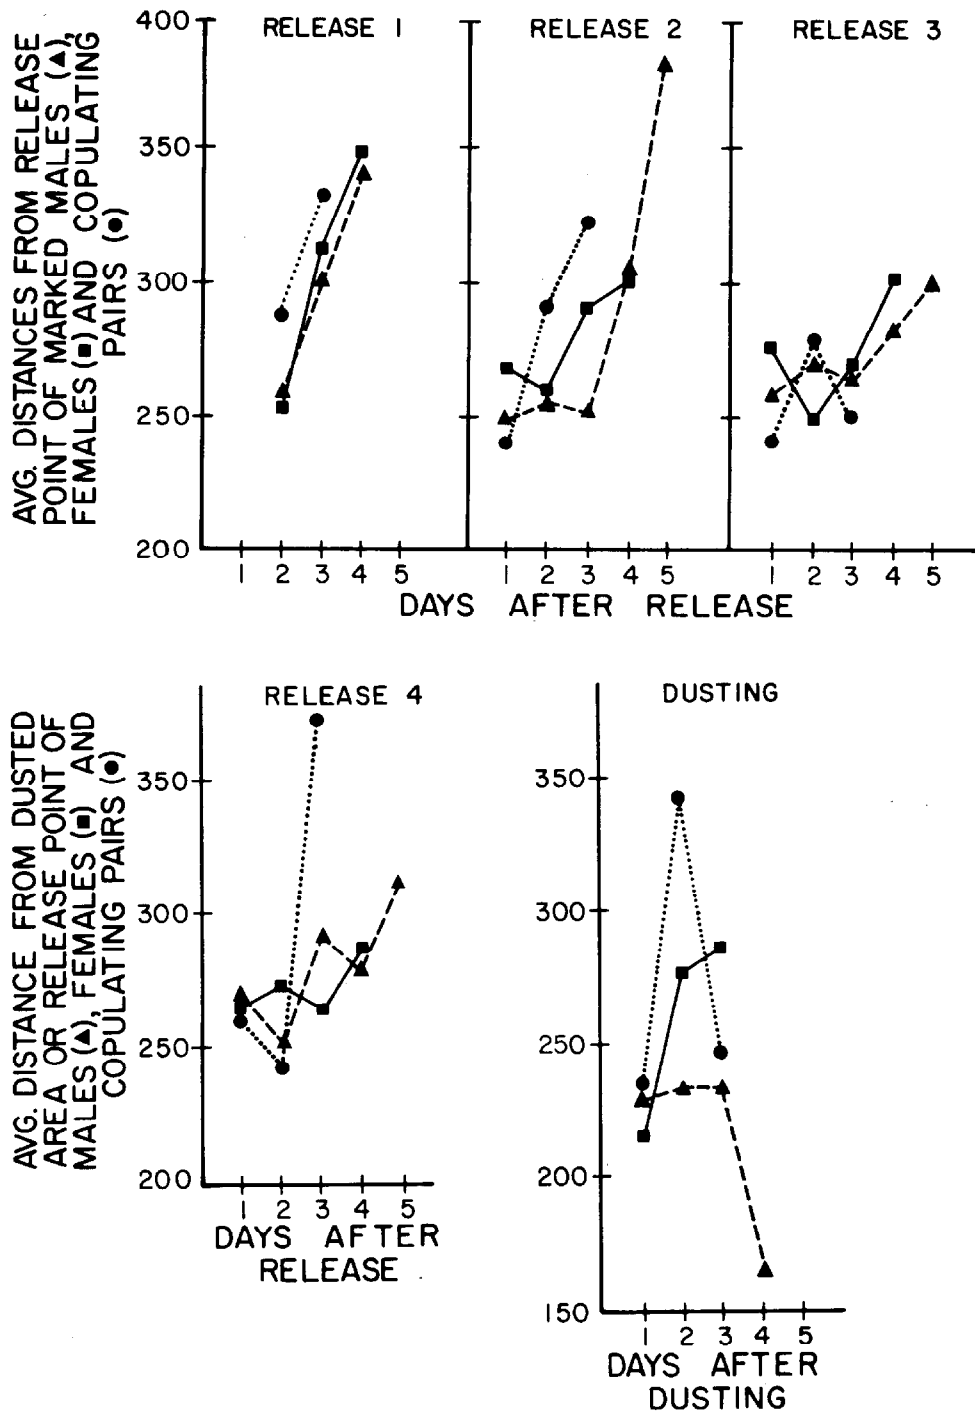 AVG. DISTANCES FROM RELEASE
POINT OF MARKED MALES (▲),
FEMALES (■) AND COPULATING
PAIRS (●)
RELEASE 1
RELEASE 2
RELEASE 3
400
350
300
250
200
1 2 3 4 5
1 2 3 4 5
1 2 3 4 5
DAYS AFTER RELEASE
AVG. DISTANCE FROM DUSTED
AREA OR RELEASE POINT OF
MALES (▲), FEMALES (■) AND
COPULATING PAIRS (●)
RELEASE 4
350
300
250
200
1 2 3 4 5
DAYS AFTER
RELEASE
DUSTING
350
300
250
200
150
1 2 3 4 5
DAYS AFTER
DUSTING